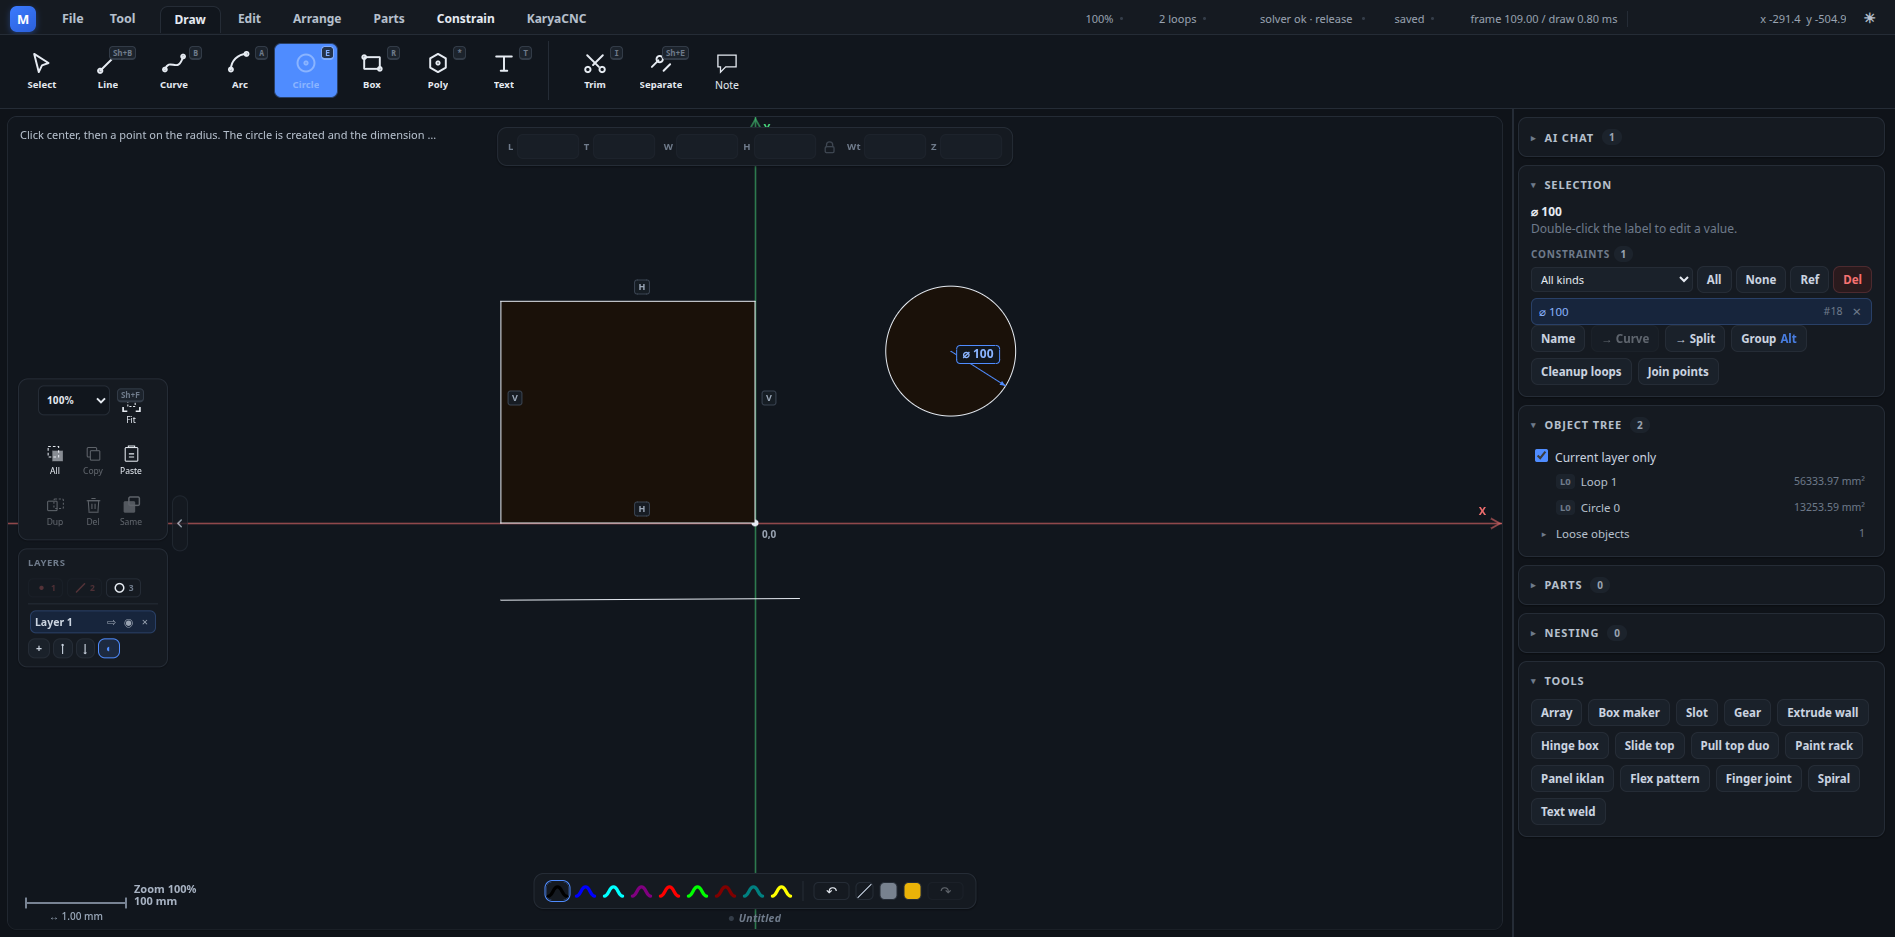 M File Tool Draw Edit Arrange Parts Constrain KaryaCNC 100% 2 loops solver ok · release saved frame 109.00 / draw 0.80 ms x -291.4 y -504.9
Sh+B B A E R * T I Sh+E
Select Line Curve Arc Circle Box Poly Text Trim Separate Note
Click center, then a point on the radius. The circle is created and the dimension ...
Y
L T W H Wt Z
H
V
V
H
⌀ 100
X
0,0
100%
Sh+F
Fit
All Copy Paste
Dup Del Same
LAYERS
1 2 3
Layer 1 ⇨ ◉ ×
+
Zoom 100%
100 mm
↔ 1.00 mm
Untitled
AI CHAT 1
SELECTION
⌀ 100
Double-click the label to edit a value.
CONSTRAINTS 1
All kinds All None Ref Del
⌀ 100 #18 ×
Name → Curve → Split Group Alt
Cleanup loops Join points
OBJECT TREE 2
Current layer only
L0 Loop 1 56333.97 mm²
L0 Circle 0 13253.59 mm²
Loose objects 1
PARTS 0
NESTING 0
TOOLS
Array Box maker Slot Gear Extrude wall
Hinge box Slide top Pull top duo Paint rack
Panel iklan Flex pattern Finger joint Spiral
Text weld